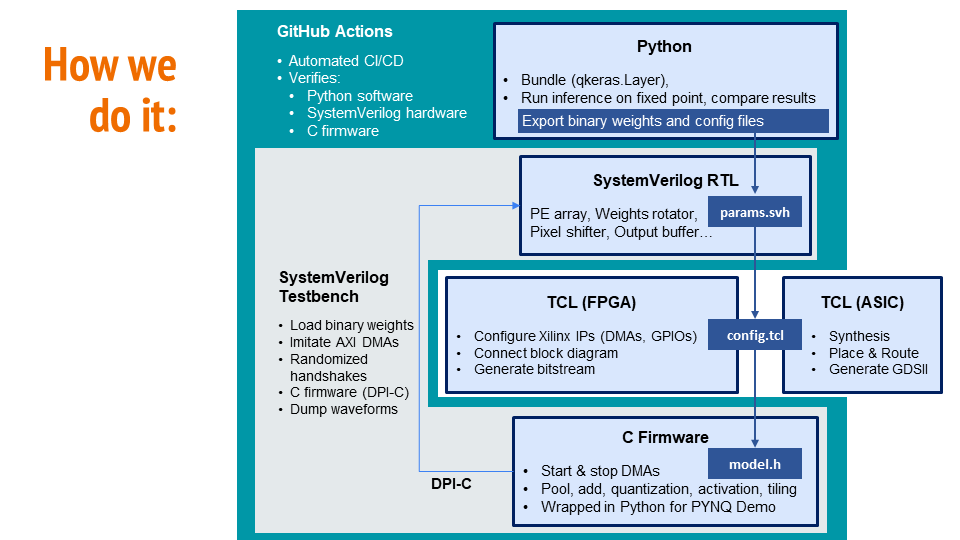 How we
do it:
GitHub Actions
• Automated CI/CD
• Verifies:
• Python software
• SystemVerilog hardware
• C firmware
Python
• Bundle (qkeras.Layer),
• Run inference on fixed point, compare results
Export binary weights and config files
SystemVerilog RTL
PE array, Weights rotator,
Pixel shifter, Output buffer…
params.svh
SystemVerilog
Testbench
• Load binary weights
• Imitate AXI DMAs
• Randomized
handshakes
• C firmware (DPI-C)
• Dump waveforms
TCL (FPGA)
• Configure Xilinx IPs (DMAs, GPIOs)
• Connect block diagram
• Generate bitstream
config.tcl
TCL (ASIC)
• Synthesis
• Place & Route
• Generate GDSII
C Firmware
model.h
• Start & stop DMAs
• Pool, add, quantization, activation, tiling
• Wrapped in Python for PYNQ Demo
DPI-C